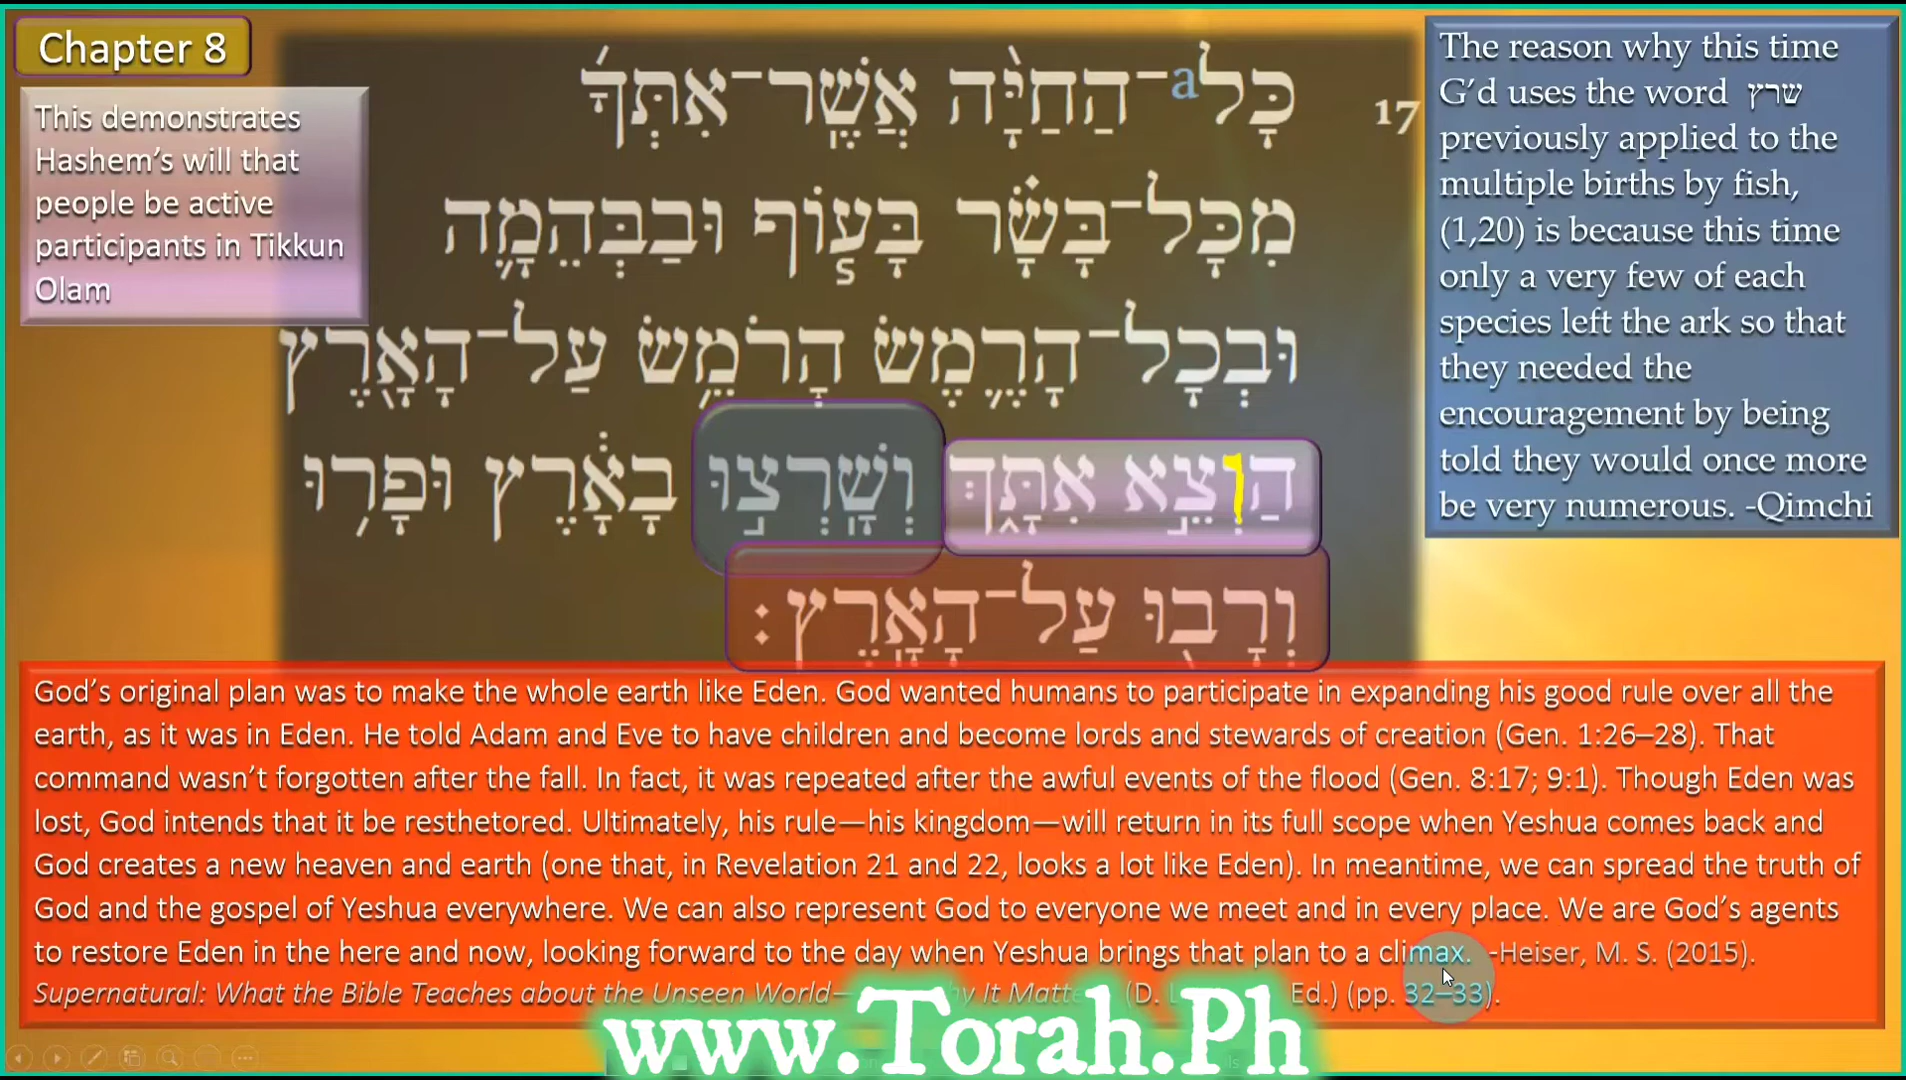 Chapter 8
This demonstrates
Hashem’s will that
people be active
participants in Tikkun
Olam
17 כׇּלa־הַחַיָּ֨ה אֲשֶֽׁר־אִתְּךָ֜
מִכׇּל־בָּשָׂ֗ר בָּע֧וֹף וּבַבְּהֵמָ֛ה
וּבְכׇל־הָרֶ֛מֶשׂ הָרֹמֵ֥שׂ עַל־הָאָ֖רֶץ
הַוְצֵ֣א אִתָּ֑ךְ וְשָֽׁרְצ֣וּ בָאָ֔רֶץ וּפָר֥וּ
וְרָב֖וּ עַל־הָאָֽרֶץ׃
The reason why this time
G’d uses the word שרץ
previously applied to the
multiple births by fish,
(1,20) is because this time
only a very few of each
species left the ark so that
they needed the
encouragement by being
told they would once more
be very numerous. -Qimchi
God’s original plan was to make the whole earth like Eden. God wanted humans to participate in expanding his good rule over all the
earth, as it was in Eden. He told Adam and Eve to have children and become lords and stewards of creation (Gen. 1:26–28). That
command wasn’t forgotten after the fall. In fact, it was repeated after the awful events of the flood (Gen. 8:17; 9:1). Though Eden was
lost, God intends that it be resthetored. Ultimately, his rule—his kingdom—will return in its full scope when Yeshua comes back and
God creates a new heaven and earth (one that, in Revelation 21 and 22, looks a lot like Eden). In meantime, we can spread the truth of
God and the gospel of Yeshua everywhere. We can also represent God to everyone we meet and in every place. We are God’s agents
to restore Eden in the here and now, looking forward to the day when Yeshua brings that plan to a climax. -Heiser, M. S. (2015).
Supernatural: What the Bible Teaches about the Unseen World— It (D. Ed.) (pp. 32–33).
www.Torah.Ph